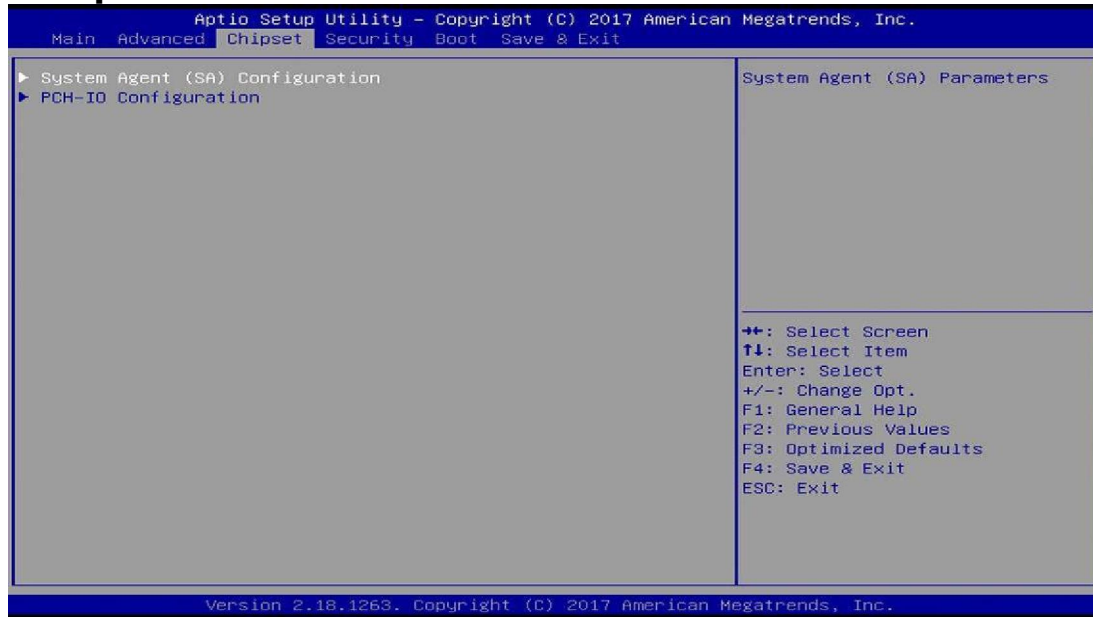 Aptio Setup Utility – Copyright (C) 2017 American Megatrends, Inc.
Main Advanced Chipset Security Boot Save & Exit
► System Agent (SA) Configuration
► PCH-IO Configuration
System Agent (SA) Parameters
→←: Select Screen
↑↓: Select Item
Enter: Select
+/-: Change Opt.
F1: General Help
F2: Previous Values
F3: Optimized Defaults
F4: Save & Exit
ESC: Exit
Version 2.18.1263. Copyright (C) 2017 American Megatrends, Inc.